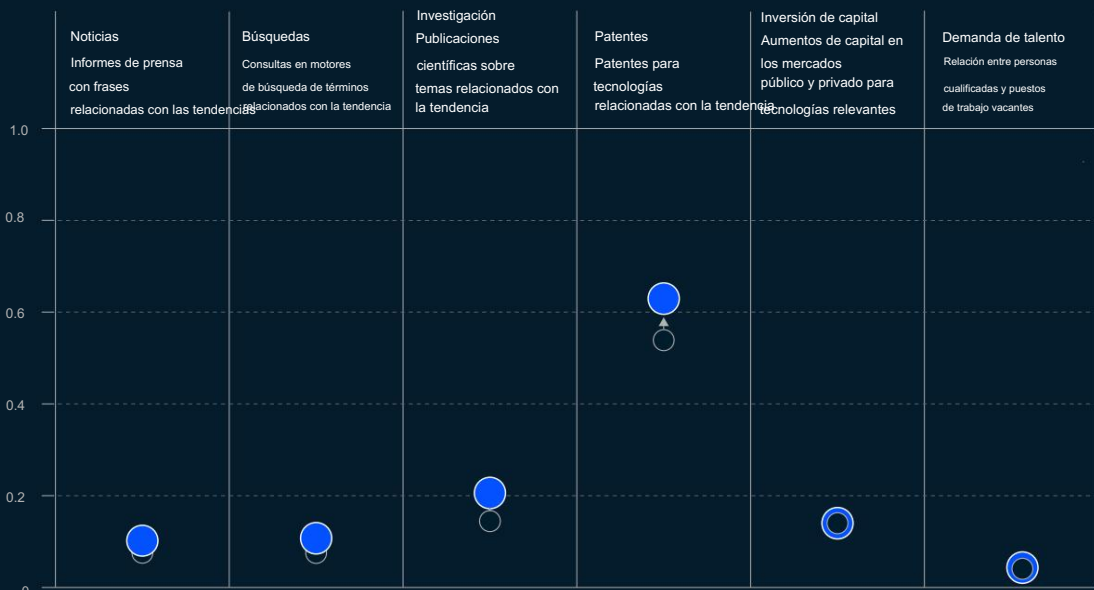 Noticias
Informes de prensa
con frases
relacionadas con las tendencias
Búsquedas
Consultas en motores
de búsqueda de términos
relacionados con la tendencia
Investigación
Publicaciones
científicas sobre
temas relacionados con
la tendencia
Patentes
Patentes para
tecnologías
relacionadas con la tendencia
Inversión de capital
Aumentos de capital en
los mercados
público y privado para
tecnologías relevantes
Demanda de talento
Relación entre personas
cualificadas y puestos
de trabajo vacantes
1.0
0.8
0.6
0.4
0.2
0